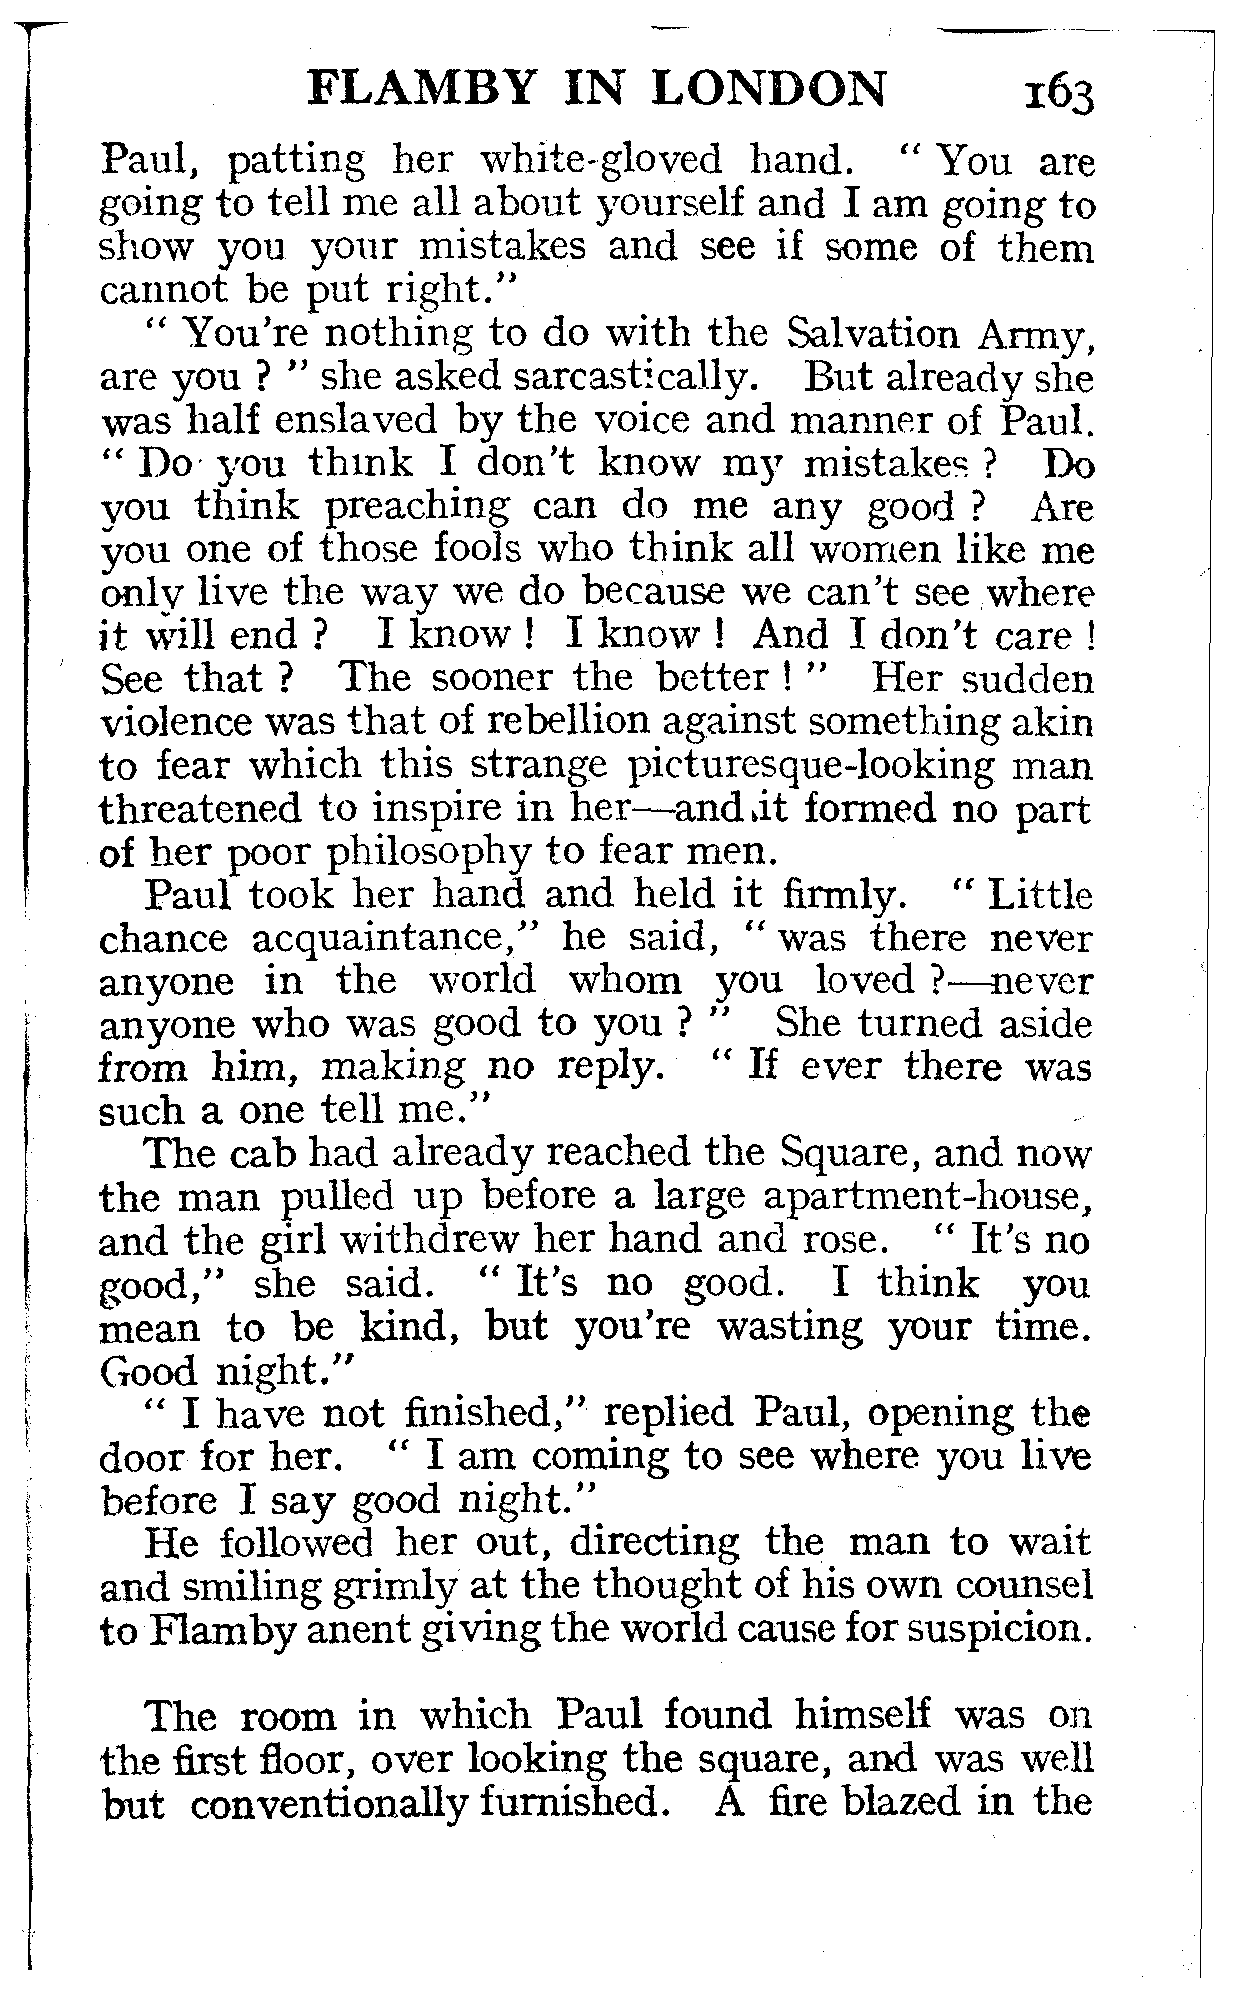 FLAMBY IN LONDON 163
Paul, patting her white-gloved hand. " You are
going to tell me all about yourself and I am going to
show you your mistakes and see if some of them
cannot be put right."
" You're nothing to do with the Salvation Army,
are you ? " she asked sarcastically. But already she
was half enslaved by the voice and manner of Paul.
" Do you think I don't know my mistakes ? Do
you think preaching can do me any good ? Are
you one of those fools who think all women like me
only live the way we do because we can't see where
it will end ? I know ! I know ! And I don't care !
See that ? The sooner the better ! " Her sudden
violence was that of rebellion against something akin
to fear which this strange picturesque-looking man
threatened to inspire in her—and it formed no part
of her poor philosophy to fear men.
Paul took her hand and held it firmly. " Little
chance acquaintance," he said, " was there never
anyone in the world whom you loved ?—never
anyone who was good to you ? " She turned aside
from him, making no reply. " If ever there was
such a one tell me."
The cab had already reached the Square, and now
the man pulled up before a large apartment-house,
and the girl withdrew her hand and rose. " It's no
good," she said. " It's no good. I think you
mean to be kind, but you're wasting your time.
Good night."
" I have not finished," replied Paul, opening the
door for her. " I am coming to see where you live
before I say good night."
He followed her out, directing the man to wait
and smiling grimly at the thought of his own counsel
to Flamby anent giving the world cause for suspicion.
The room in which Paul found himself was on
the first floor, over looking the square, and was well
but conventionally furnished. A fire blazed in the